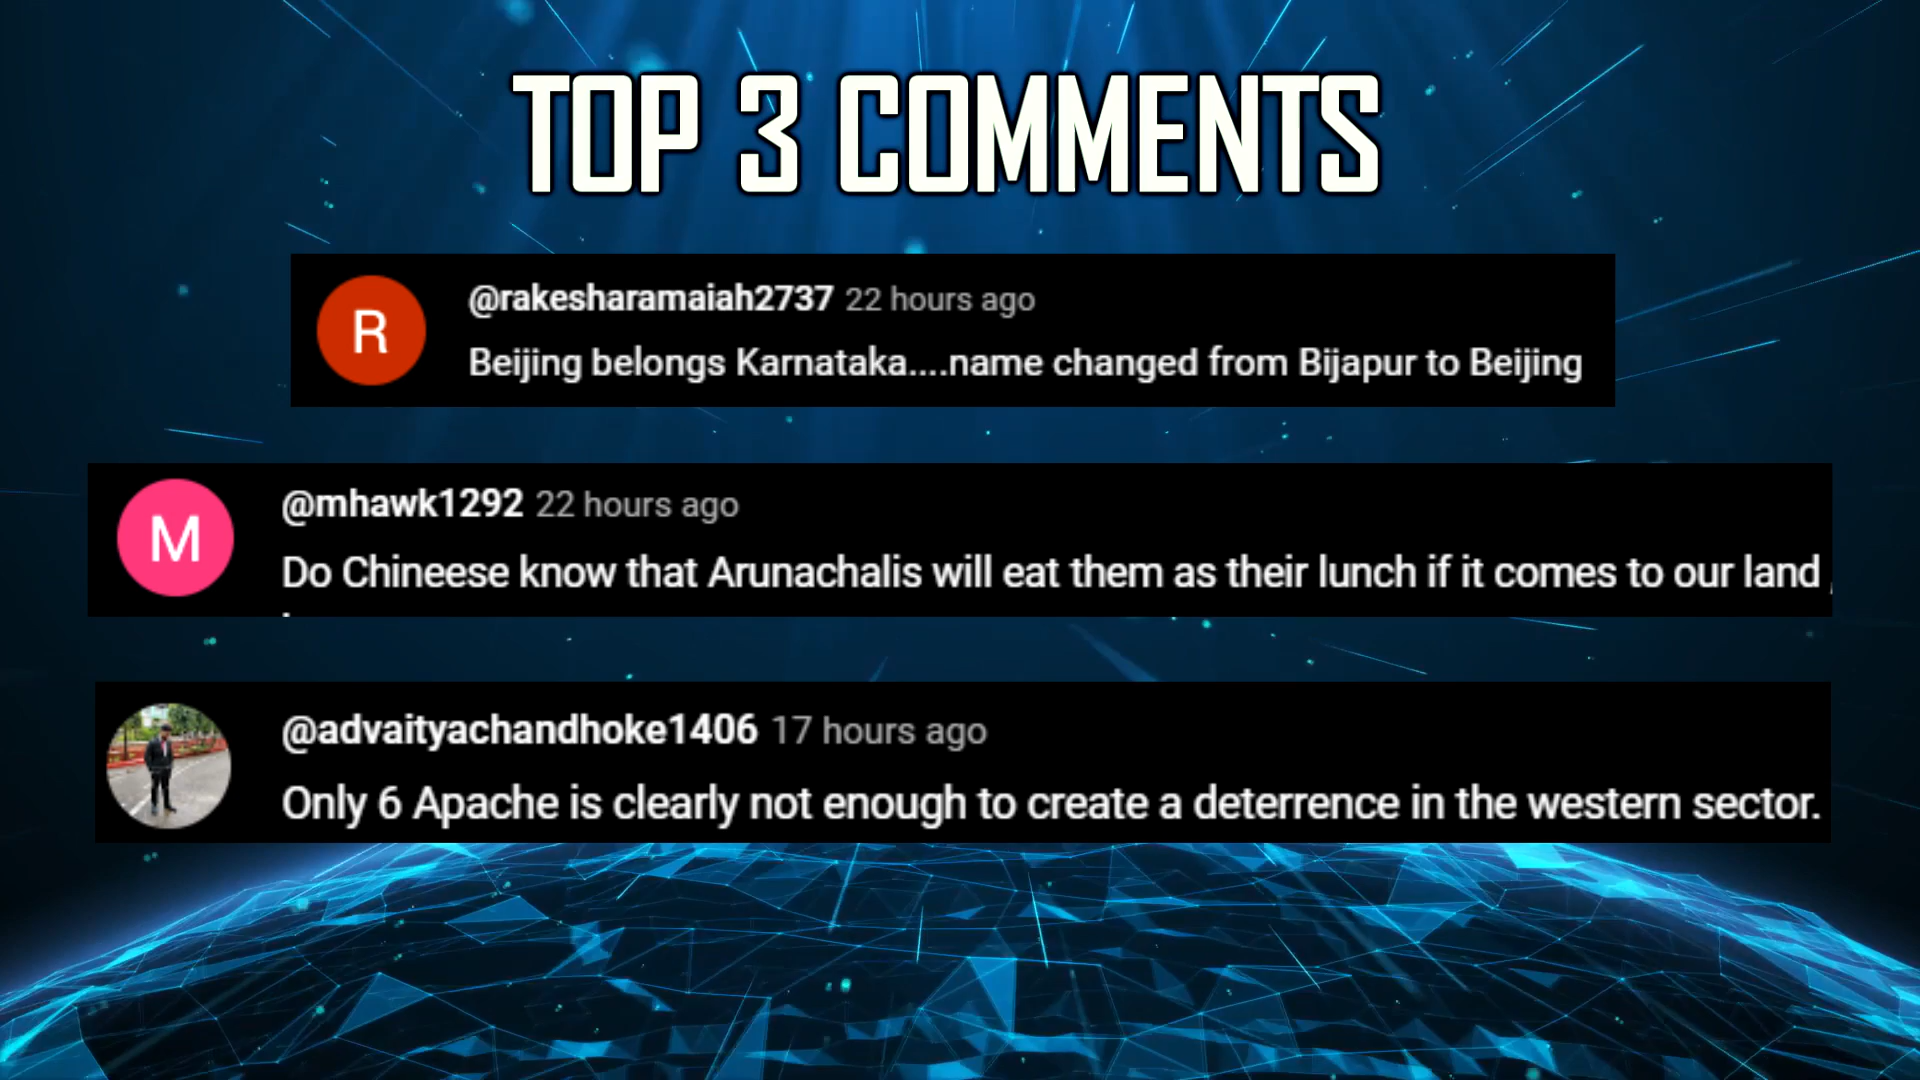 TOP 3 COMMENTS
R
@rakesharamaiah2737 22 hours ago
Beijing belongs Karnataka....name changed from Bijapur to Beijing
M
@mhawk1292 22 hours ago
Do Chineese know that Arunachalis will eat them as their lunch if it comes to our land
@advaityachandhoke1406 17 hours ago
Only 6 Apache is clearly not enough to create a deterrence in the western sector.